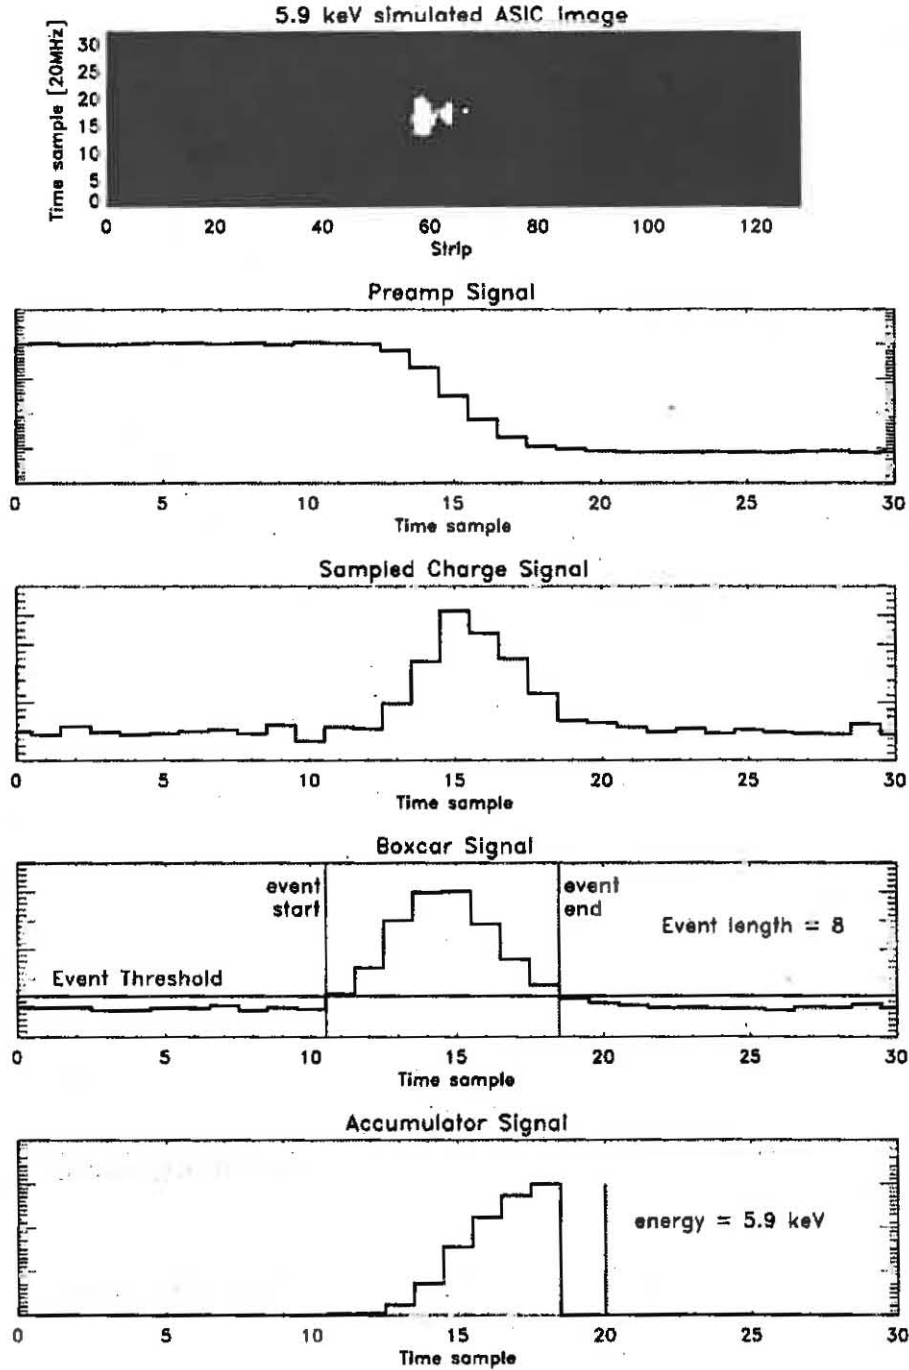 5.9 keV simulated ASIC image
Time sample [20MHz]
30
25
20
15
10
5
0
0 20 40 60 80 100 120
Strip
Preamp Signal
0 5 10 15 20 25 30
Time sample
Sampled Charge Signal
0 5 10 15 20 25 30
Time sample
Boxcar Signal
event start
event end
Event length = 8
Event Threshold
0 5 10 15 20 25 30
Time sample
Accumulator Signal
energy = 5.9 keV
0 5 10 15 20 25 30
Time sample